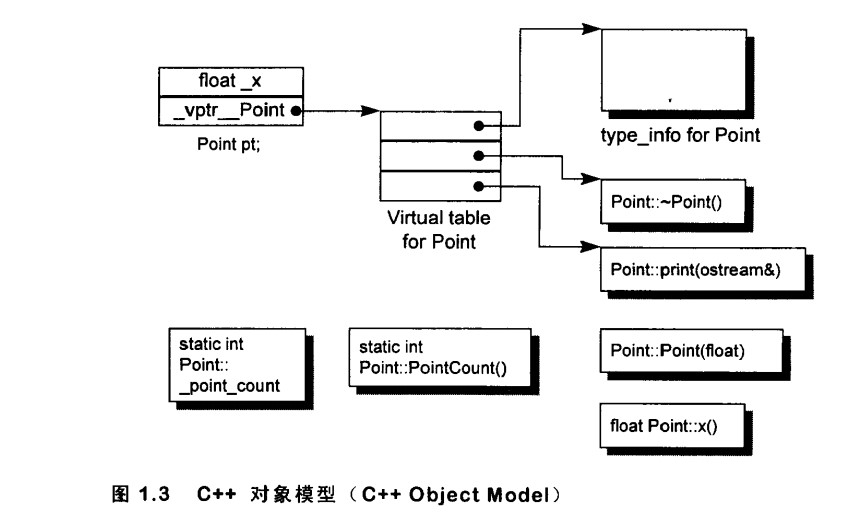 float _x
_vptr__Point
Point pt;
Virtual table
for Point
type_info for Point
Point::~Point()
Point::print(ostream&)
static int
Point::
_point_count
static int
Point::PointCount()
Point::Point(float)
float Point::x()
图 1.3 C++ 对象模型（C++ Object Model）